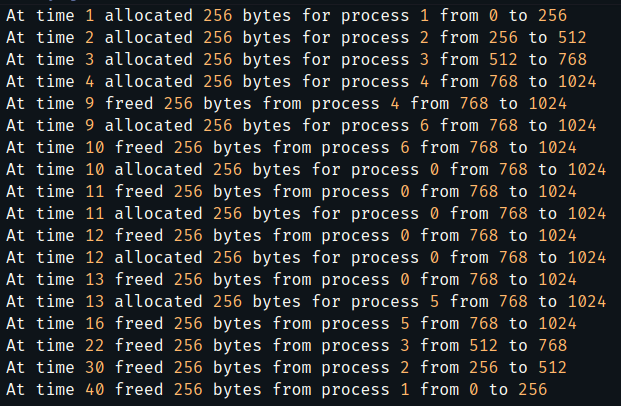 At time 1 allocated 256 bytes for process 1 from 0 to 256
At time 2 allocated 256 bytes for process 2 from 256 to 512
At time 3 allocated 256 bytes for process 3 from 512 to 768
At time 4 allocated 256 bytes for process 4 from 768 to 1024
At time 9 freed 256 bytes from process 4 from 768 to 1024
At time 9 allocated 256 bytes for process 6 from 768 to 1024
At time 10 freed 256 bytes from process 6 from 768 to 1024
At time 10 allocated 256 bytes for process 0 from 768 to 1024
At time 11 freed 256 bytes from process 0 from 768 to 1024
At time 11 allocated 256 bytes for process 0 from 768 to 1024
At time 12 freed 256 bytes from process 0 from 768 to 1024
At time 12 allocated 256 bytes for process 0 from 768 to 1024
At time 13 freed 256 bytes from process 0 from 768 to 1024
At time 13 allocated 256 bytes for process 5 from 768 to 1024
At time 16 freed 256 bytes from process 5 from 768 to 1024
At time 22 freed 256 bytes from process 3 from 512 to 768
At time 30 freed 256 bytes from process 2 from 256 to 512
At time 40 freed 256 bytes from process 1 from 0 to 256